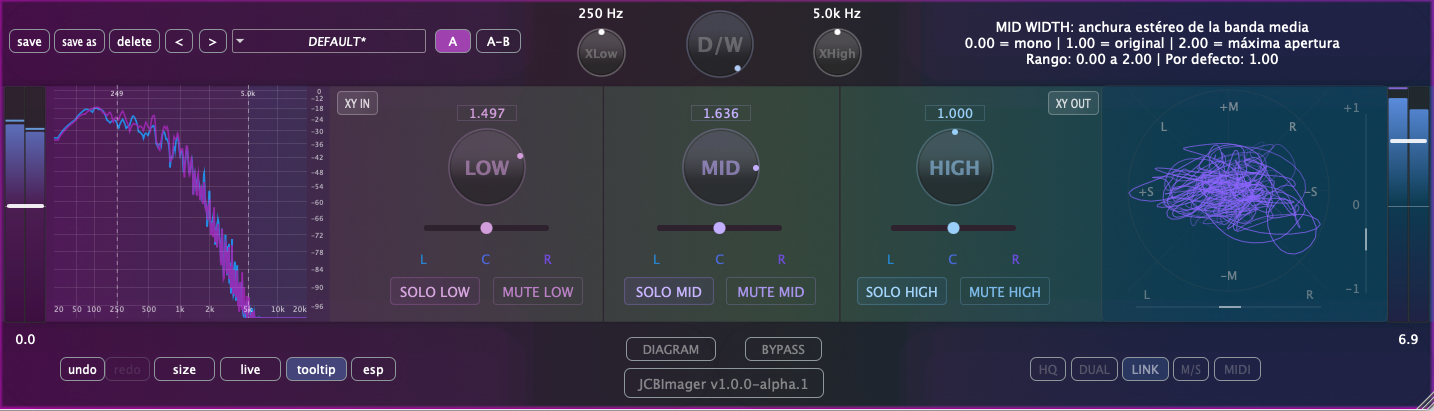 save
save as
delete
<
>
DEFAULT*
A
A-B
250 Hz
XLow
D/W
5.0k Hz
XHigh
MID WIDTH: anchura estéreo de la banda media
0.00 = mono | 1.00 = original | 2.00 = máxima apertura
Rango: 0.00 a 2.00 | Por defecto: 1.00
249
5.0k
0
-12
-18
-24
-30
-36
-42
-48
-54
-60
-66
-72
-78
-84
-90
-96
20 50 100 250 500 1k 2k 5k 10k 20k
XY IN
1.497
LOW
L C R
SOLO LOW
MUTE LOW
1.636
MID
L C R
SOLO MID
MUTE MID
1.000
HIGH
L C R
SOLO HIGH
MUTE HIGH
XY OUT
+M
L
R
+S
-S
-M
L
R
+1
0
-1
0.0
6.9
undo
redo
size
live
tooltip
esp
DIAGRAM
BYPASS
JCBImager v1.0.0-alpha.1
HQ
DUAL
LINK
M/S
MIDI